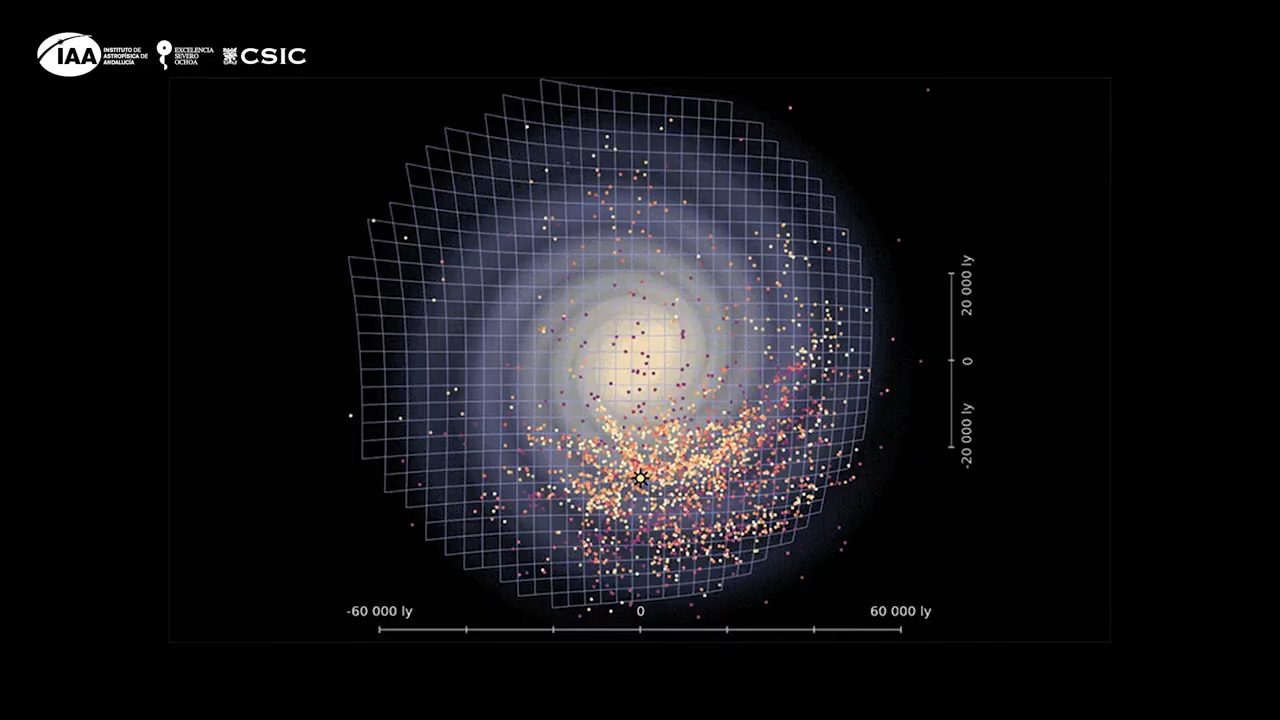 IAA
INSTITUTO DE
ASTROFÍSICA DE
ANDALUCÍA
EXCELENCIA
SEVERO
OCHOA
CSIC
20 000 ly
0
-20 000 ly
-60 000 ly
0
60 000 ly